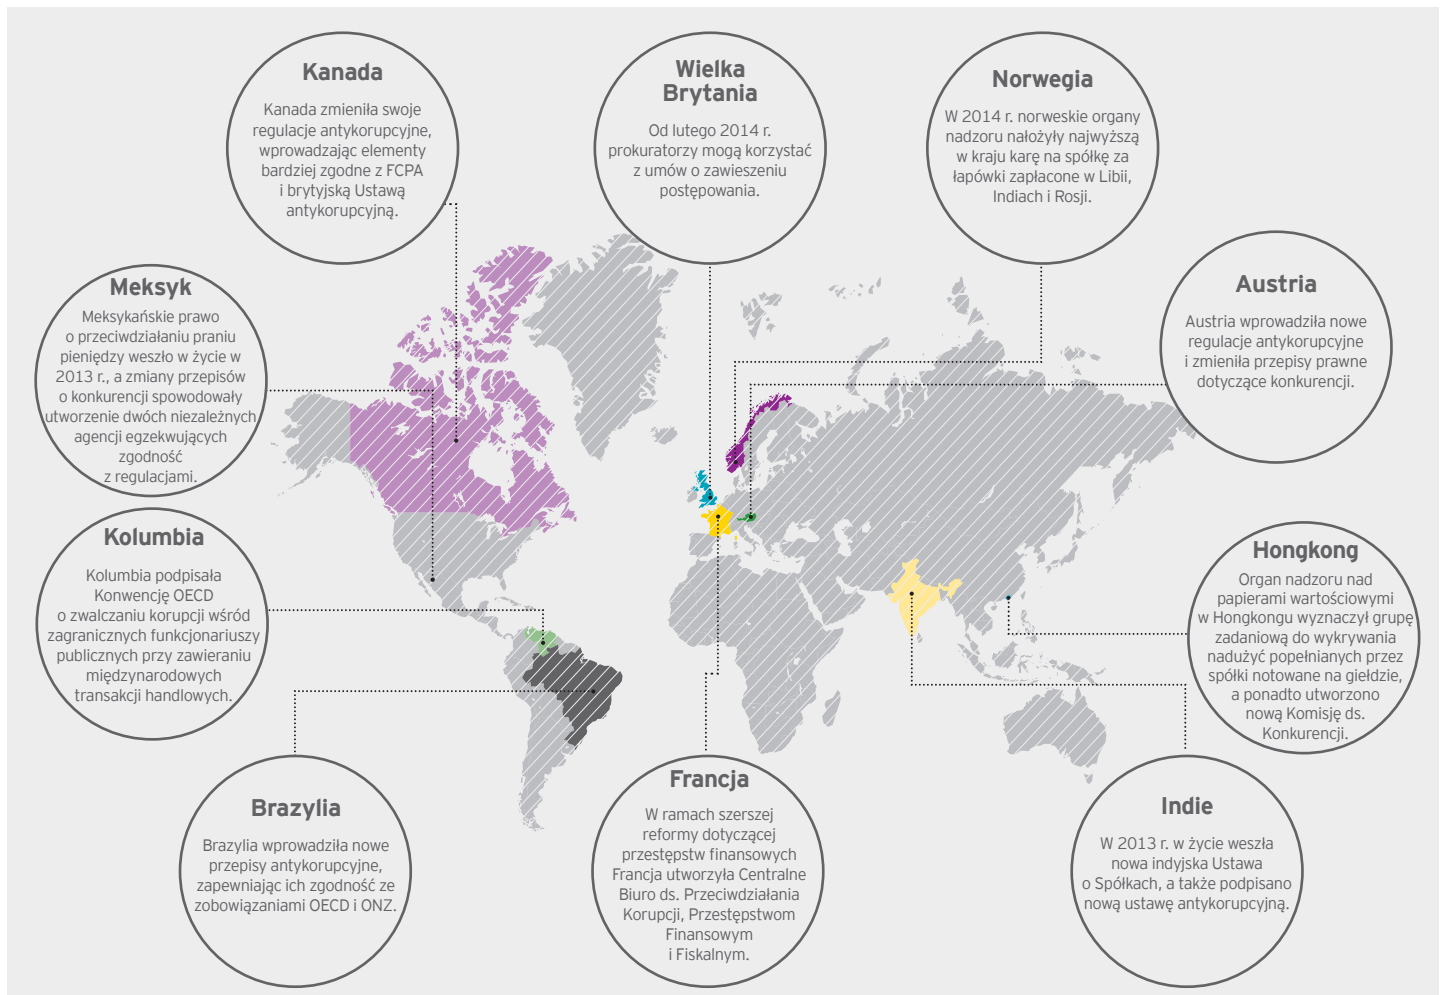 Kanada
Kanada zmieniła swoje
regulacje antykorupcyjne,
wprowadzając elementy
bardziej zgodne z FCPA
i brytyjską Ustawą
antykorupcyjną.
Wielka
Brytania
Od lutego 2014 r.
prokuratorzy mogą korzystać
z umów o zawieszeniu
postępowania.
Norwegia
W 2014 r. norweskie organy
nadzoru nałożyły najwyższą
w kraju karę na spółkę za
łapówki zapłacone w Libii,
Indiach i Rosji.
Meksyk
Meksykańskie prawo
o przeciwdziałaniu praniu
pieniędzy weszło w życie w
2013 r., a zmiany przepisów
o konkurencji spowodowały
utworzenie dwóch niezależnych
agencji egzekwujących
zgodność
z regulacjami.
Austria
Austria wprowadziła nowe
regulacje antykorupcyjne
i zmieniła przepisy prawne
dotyczące konkurencji.
Kolumbia
Kolumbia podpisała
Konwencję OECD
o zwalczaniu korupcji wśród
zagranicznych funkcjonariuszy
publicznych przy zawieraniu
międzynarodowych
transakcji handlowych.
Hongkong
Organ nadzoru nad
papierami wartościowymi
w Hongkongu wyznaczył grupę
zadaniową do wykrywania
nadużyć popełnianych przez
spółki notowane na giełdzie,
a ponadto utworzono
nową Komisję ds.
Konkurencji.
Brazylia
Brazylia wprowadziła nowe
przepisy antykorupcyjne,
zapewniając ich zgodność ze
zobowiązaniami OECD i ONZ.
Francja
W ramach szerszej
reformy dotyczącej
przestępstw finansowych
Francja utworzyła Centralne
Biuro ds. Przeciwdziałania
Korupcji, Przestępstwom
Finansowym
i Fiskalnym.
Indie
W 2013 r. w życie weszła
nowa indyjska Ustawa
o Spółkach, a także podpisano
nową ustawę antykorupcyjną.